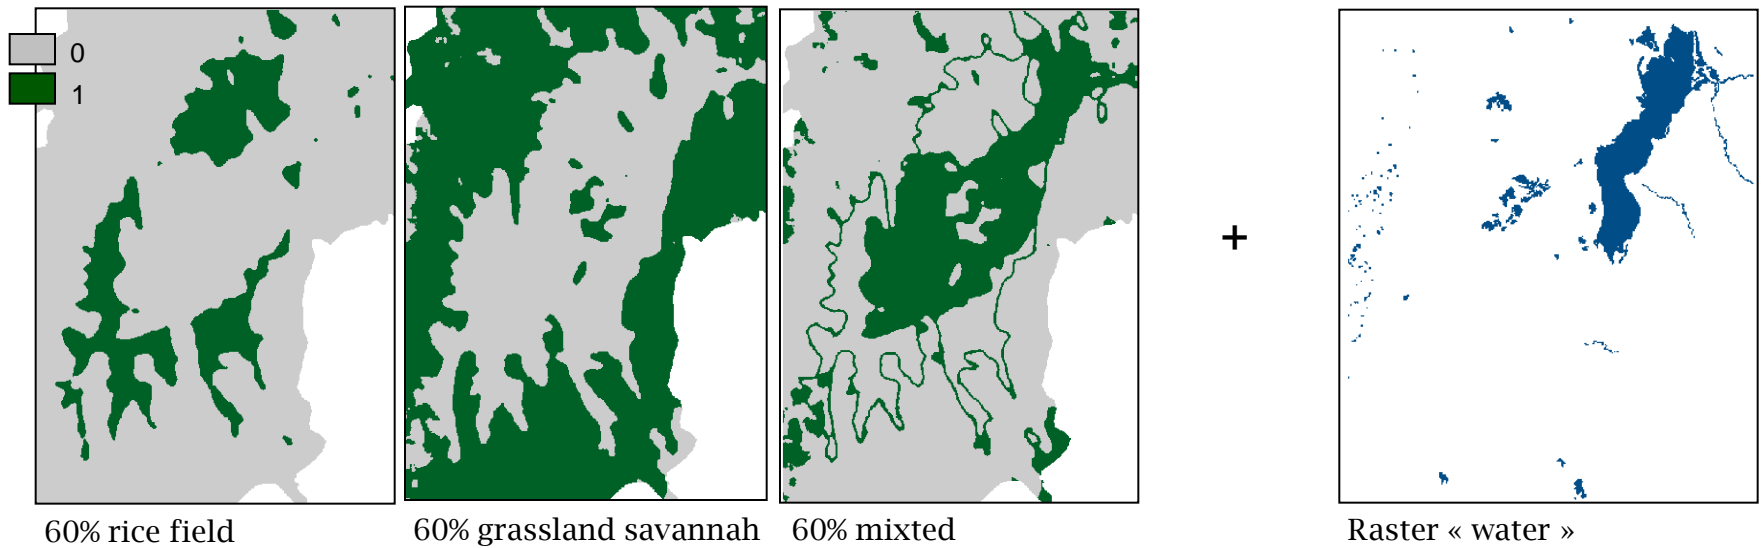 0
1
+
60% rice field
60% grassland savannah
60% mixted
Raster « water »